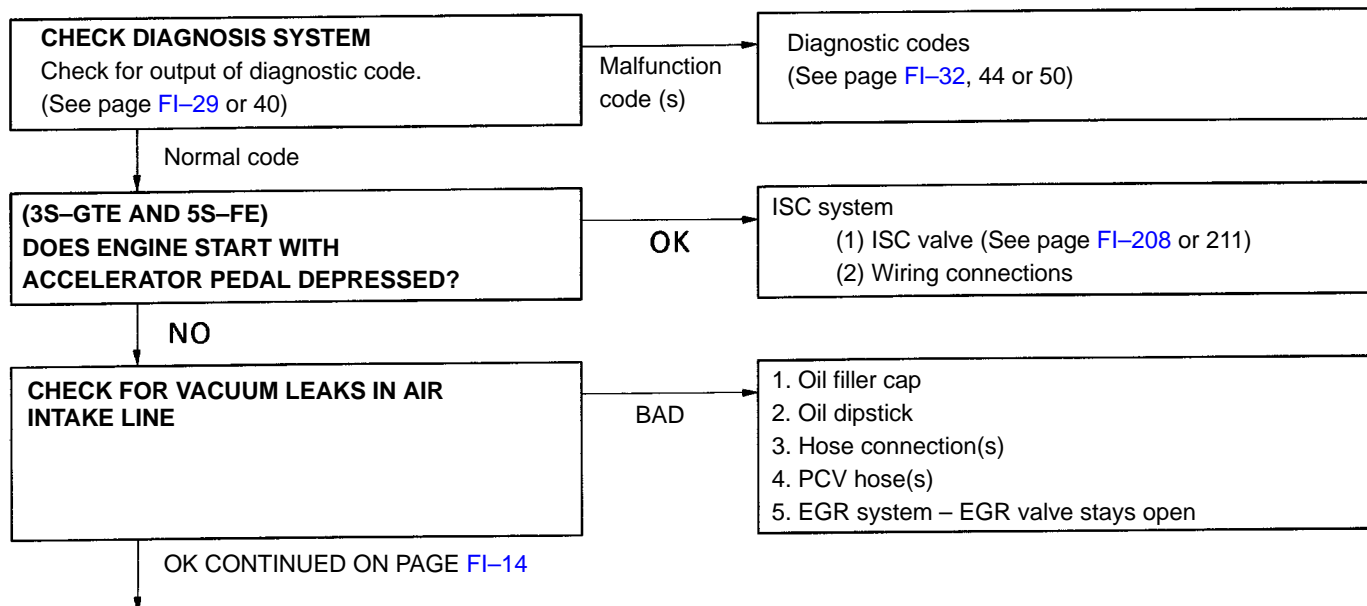 CHECK DIAGNOSIS SYSTEM
Check for output of diagnostic code.
(See page FI–29 or 40)
Malfunction
code (s)
Diagnostic codes
(See page FI–32, 44 or 50)
Normal code
(3S–GTE AND 5S–FE)
DOES ENGINE START WITH
ACCELERATOR PEDAL DEPRESSED?
OK
ISC system
(1) ISC valve (See page FI–208 or 211)
(2) Wiring connections
NO
CHECK FOR VACUUM LEAKS IN AIR
INTAKE LINE
BAD
1. Oil filler cap
2. Oil dipstick
3. Hose connection(s)
4. PCV hose(s)
5. EGR system – EGR valve stays open
OK CONTINUED ON PAGE FI–14